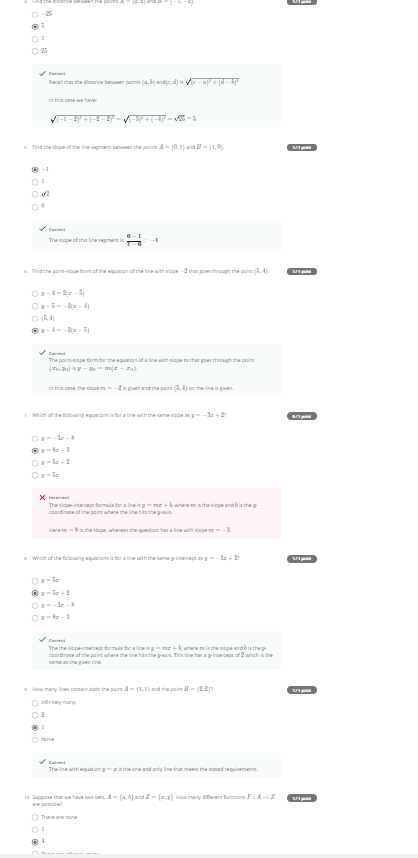 4. Find the distance between the points A = (2, 2) and B = (−1, −2).
1 / 1 point
−25
5
1
25
Correct
Recall that the distance between points (a, b) and (c, d) is √(c − a)² + (d − b)²
In this case we have:
√(−1 − 2)² + (−2 − 2)² = √(−3)² + (−4)² = √25 = 5
5. Find the slope of the line segment between the points A = (0, 1) and B = (1, 0).
1 / 1 point
−1
1
√2
0
Correct
The slope of this line segment is (0 − 1)/(1 − 0) = −1
6. Find the point-slope form of the equation of the line with slope −2 that goes through the point (5, 4).
1 / 1 point
y − 4 = 2(x − 5)
y − 5 = −2(x − 4)
(5, 4)
y − 4 = −2(x − 5)
Correct
The point-slope form for the equation of a line with slope m that goes through the point
(x₀, y₀) is y − y₀ = m(x − x₀).
In this case, the slope m = −2 is given and the point (5, 4) on the line is given.
7. Which of the following equations is for a line with the same slope as y = −3x + 2?
0 / 1 point
y = −3x − 8
y = 8x − 3
y = 5x + 2
y = 5x
Incorrect
The slope-intercept formula for a line is y = mx + b, where m is the slope and b is the y-
coordinate of the point where the line hits the y-axis.
Here m = 8 is the slope, whereas the question has a line with slope m = −3.
8. Which of the following equations is for a line with the same y-intercept as y = −3x + 2?
1 / 1 point
y = 5x
y = 5x + 2
y = −3x − 8
y = 8x − 3
Correct
The the slope-intercept formula for a line is y = mx + b, where m is the slope and b is the y-
coordinate of the point where the line hits the y-axis. This line has a y-intercept of 2 which is the
same as the given line.
9. How many lines contain both the point A = (1, 1) and the point B = (2, 2)?
1 / 1 point
Infinitely many
2
1
None
Correct
The line with equation y = x is the one and only line that meets the stated requirements.
10. Suppose that we have two sets, A = {a, b} and Z = {x, y}. How many different functions F : A → Z
are possible?
1 / 1 point
There are none
1
4
There are infinitely many